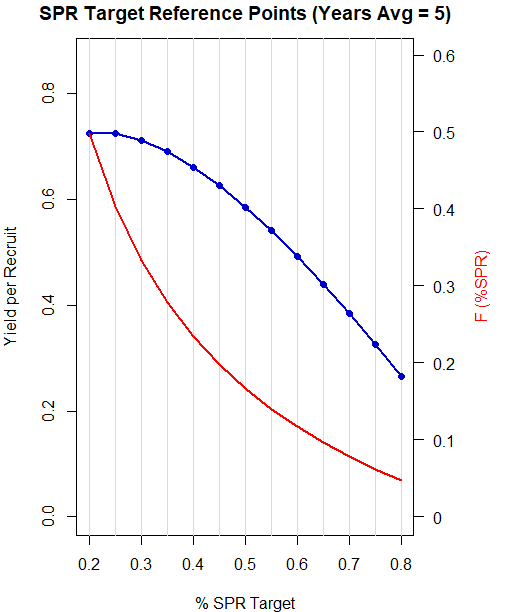 SPR Target Reference Points (Years Avg = 5)
0.8
0.6
0.4
0.2
0.0
Yield per Recruit
0.6
0.5
0.4
0.3
0.2
0.1
0
F (%SPR)
0.2 0.3 0.4 0.5 0.6 0.7 0.8
% SPR Target